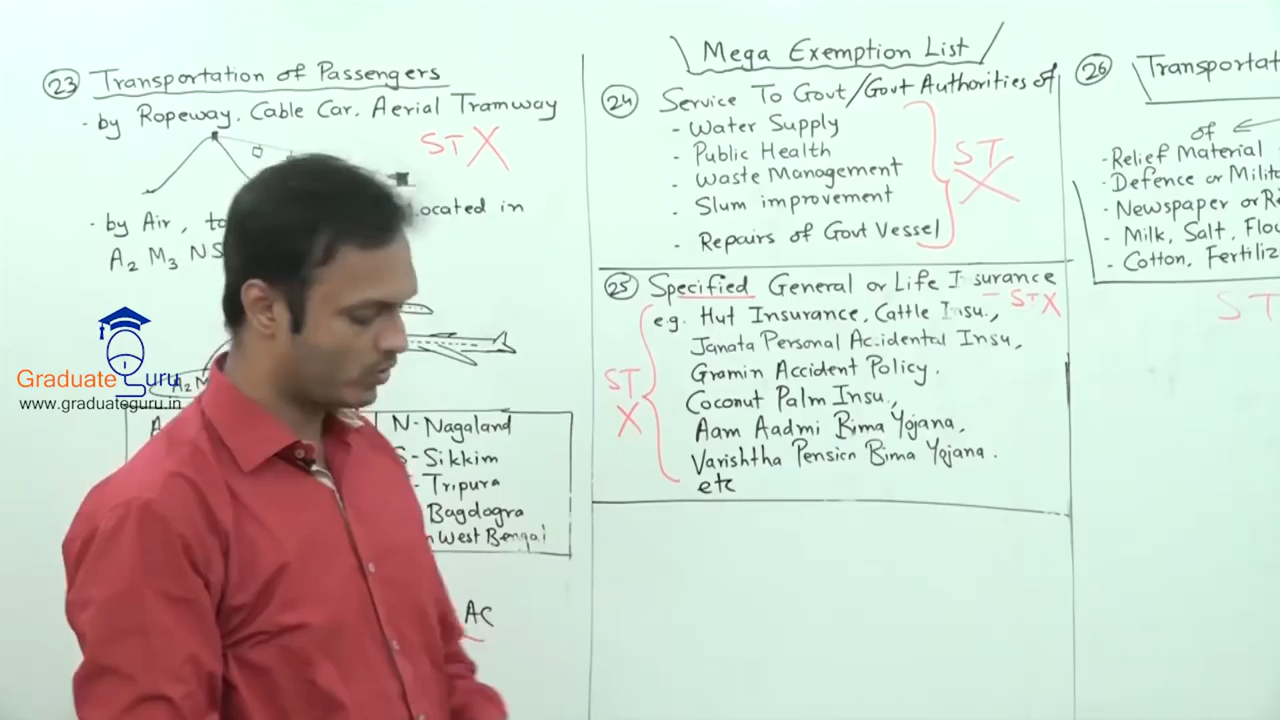 Mega Exemption List
23 Transportation of Passengers
- by Ropeway, Cable Car, Aerial Tramway
ST X
- by Air, located in
A2 M3 NS
A2 M
N - Nagaland
S - Sikkim
- Tripura
Bagdogra
West Bengal
AC
24 Service To Govt/Govt Authorities of
- Water Supply
- Public Health
- Waste Management
- Slum improvement
- Repairs of Govt Vessel
ST X
25 Specified General or Life Insurance
- ST X
e.g. Hut Insurance, Cattle Insu.,
Janata Personal Accidental Insu,
Gramin Accident Policy.
Coconut Palm Insu.,
Aam Aadmi Bima Yojana,
Varishtha Pension Bima Yojana.
etc
ST X
26 Transportat
of
- Relief Material
- Defence or Milita
- Newspaper or Re
- Milk, Salt, Flou
- Cotton, Fertiliz
ST
Graduate Guru
www.graduateguru.in